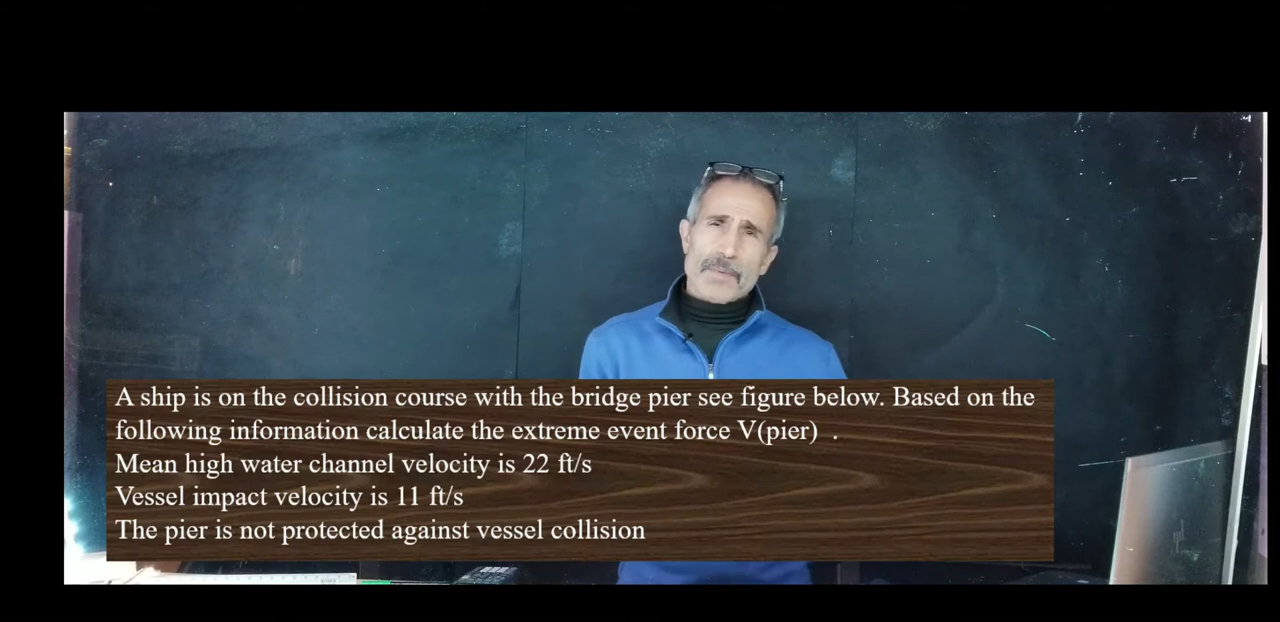 A ship is on the collision course with the bridge pier see figure below. Based on the
following information calculate the extreme event force V(pier) .
Mean high water channel velocity is 22 ft/s
Vessel impact velocity is 11 ft/s
The pier is not protected against vessel collision